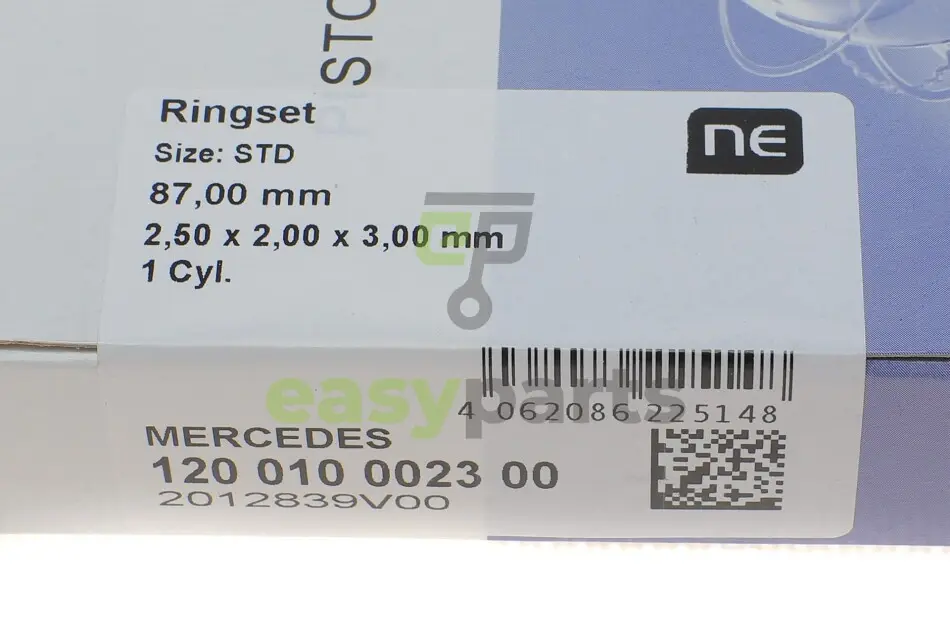 PISTO
Ringset
NE
Size: STD
87,00 mm
2,50 x 2,00 x 3,00 mm
1 Cyl.
easyparts
4 062086 225148
MERCEDES
120 010 0023 00
2012839V00